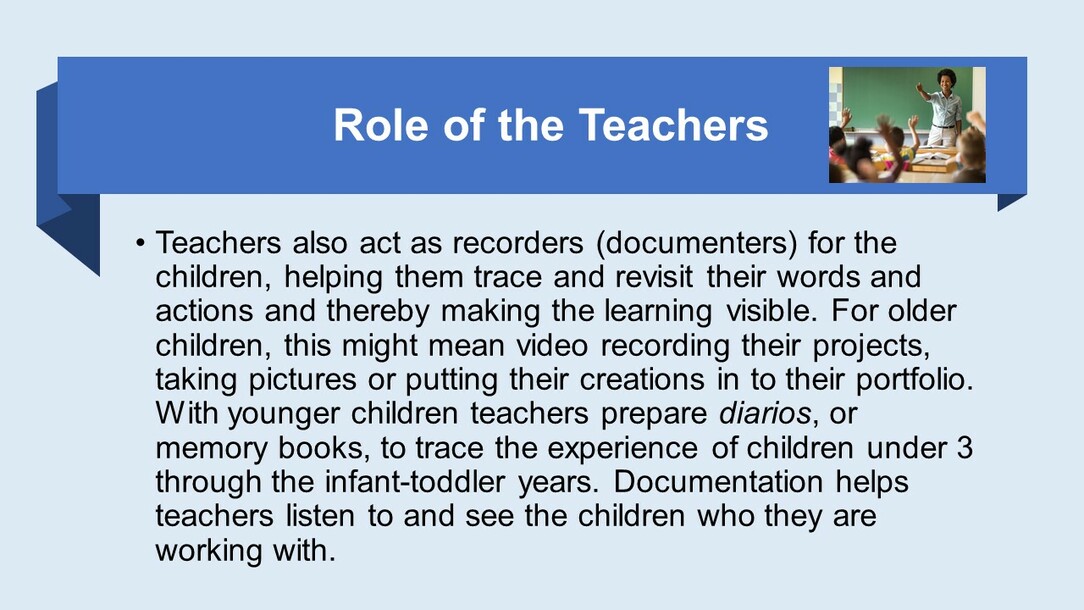 Role of the Teachers
• Teachers also act as recorders (documenters) for the
children, helping them trace and revisit their words and
actions and thereby making the learning visible. For older
children, this might mean video recording their projects,
taking pictures or putting their creations in to their portfolio.
With younger children teachers prepare diarios, or
memory books, to trace the experience of children under 3
through the infant-toddler years. Documentation helps
teachers listen to and see the children who they are
working with.